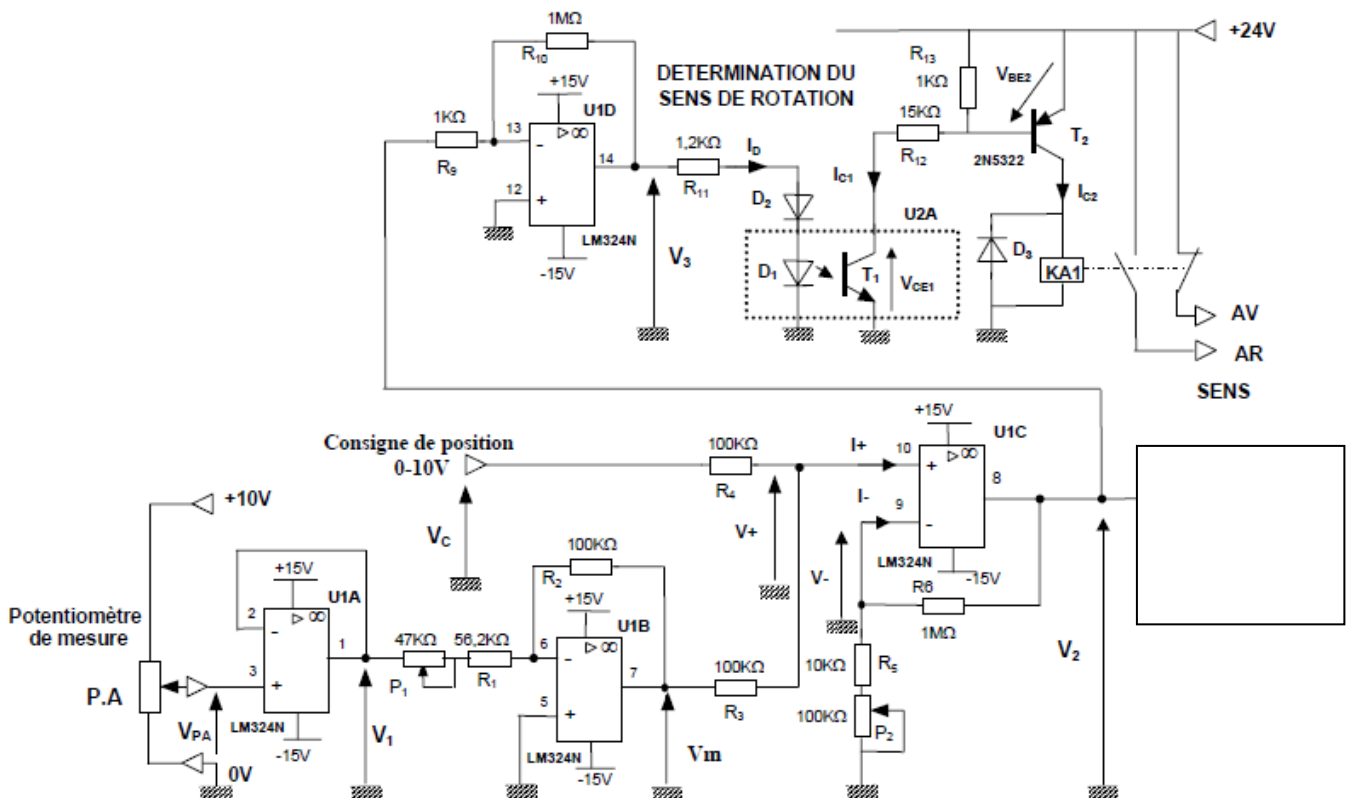 1MΩ
R10
+15V
U1D
1KΩ
R9
13
-
▷∞
14
12
+
LM324N
-15V
V3
DETERMINATION DU
SENS DE ROTATION
1,2KΩ
R11
ID
D2
D1
T1
VCE1
U2A
IC1
15KΩ
R12
R13
1KΩ
VBE2
T2
2N5322
IC2
D3
KA1
+24V
AV
AR
SENS
Consigne de position
0-10V
VC
100KΩ
R4
V+
I+
I-
V-
+15V
U1C
10
+
▷∞
9
-
8
LM324N
-15V
R6
1MΩ
10KΩ
R5
100KΩ
P2
V2
+10V
Potentiomètre
de mesure
P.A
VPA
0V
+15V
U1A
2
-
▷∞
1
3
+
LM324N
-15V
V1
47KΩ
P1
56,2KΩ
R1
100KΩ
R2
+15V
U1B
6
-
▷∞
7
5
+
LM324N
-15V
Vm
100KΩ
R3